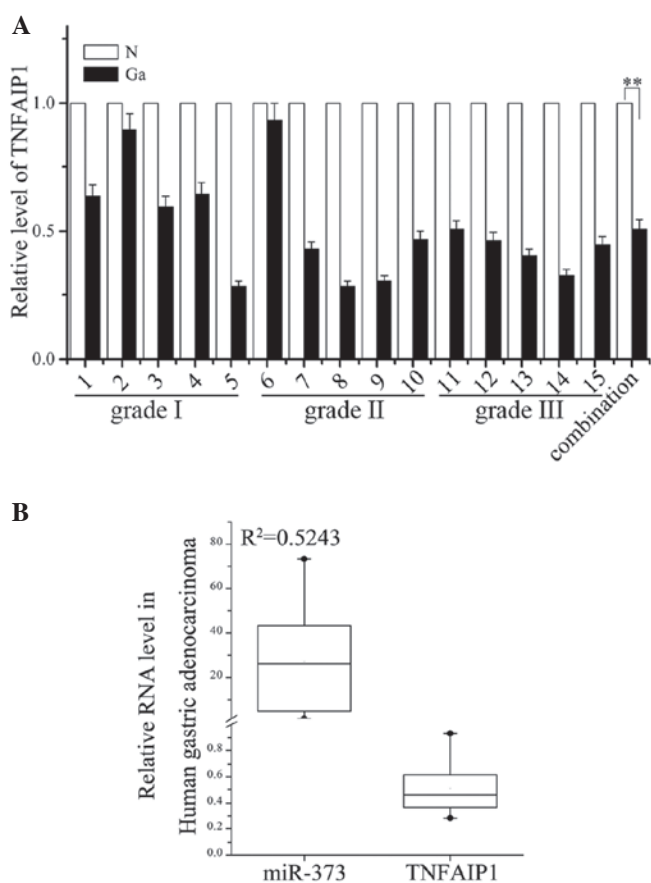 A
N
Ga
Relative level of TNFAIP1
1.0
0.5
0.0
1 2 3 4 5 6 7 8 9 10 11 12 13 14 15 combination
**
grade I grade II grade III
B
R²=0.5243
Relative RNA level in
Human gastric adenocarcinoma
80
60
40
20
0.8
0.6
0.4
0.2
0.0
miR-373 TNFAIP1